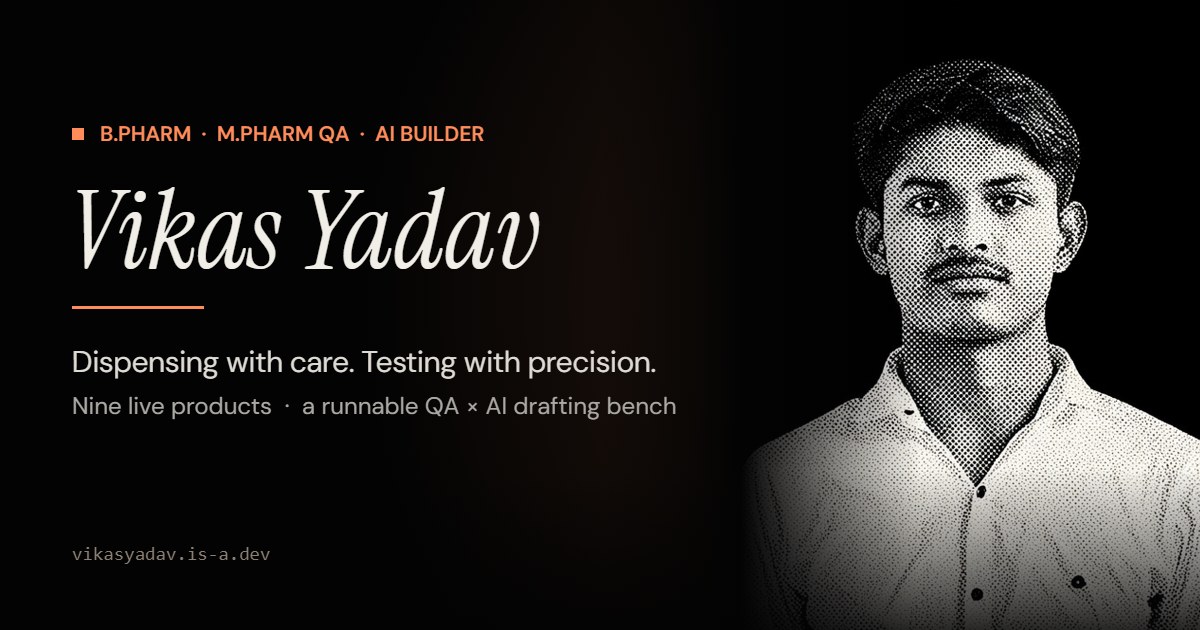 B.PHARM · M.PHARM QA · AI BUILDER
Vikas Yadav
Dispensing with care. Testing with precision.
Nine live products · a runnable QA × AI drafting bench
vikasyadav.is-a.dev